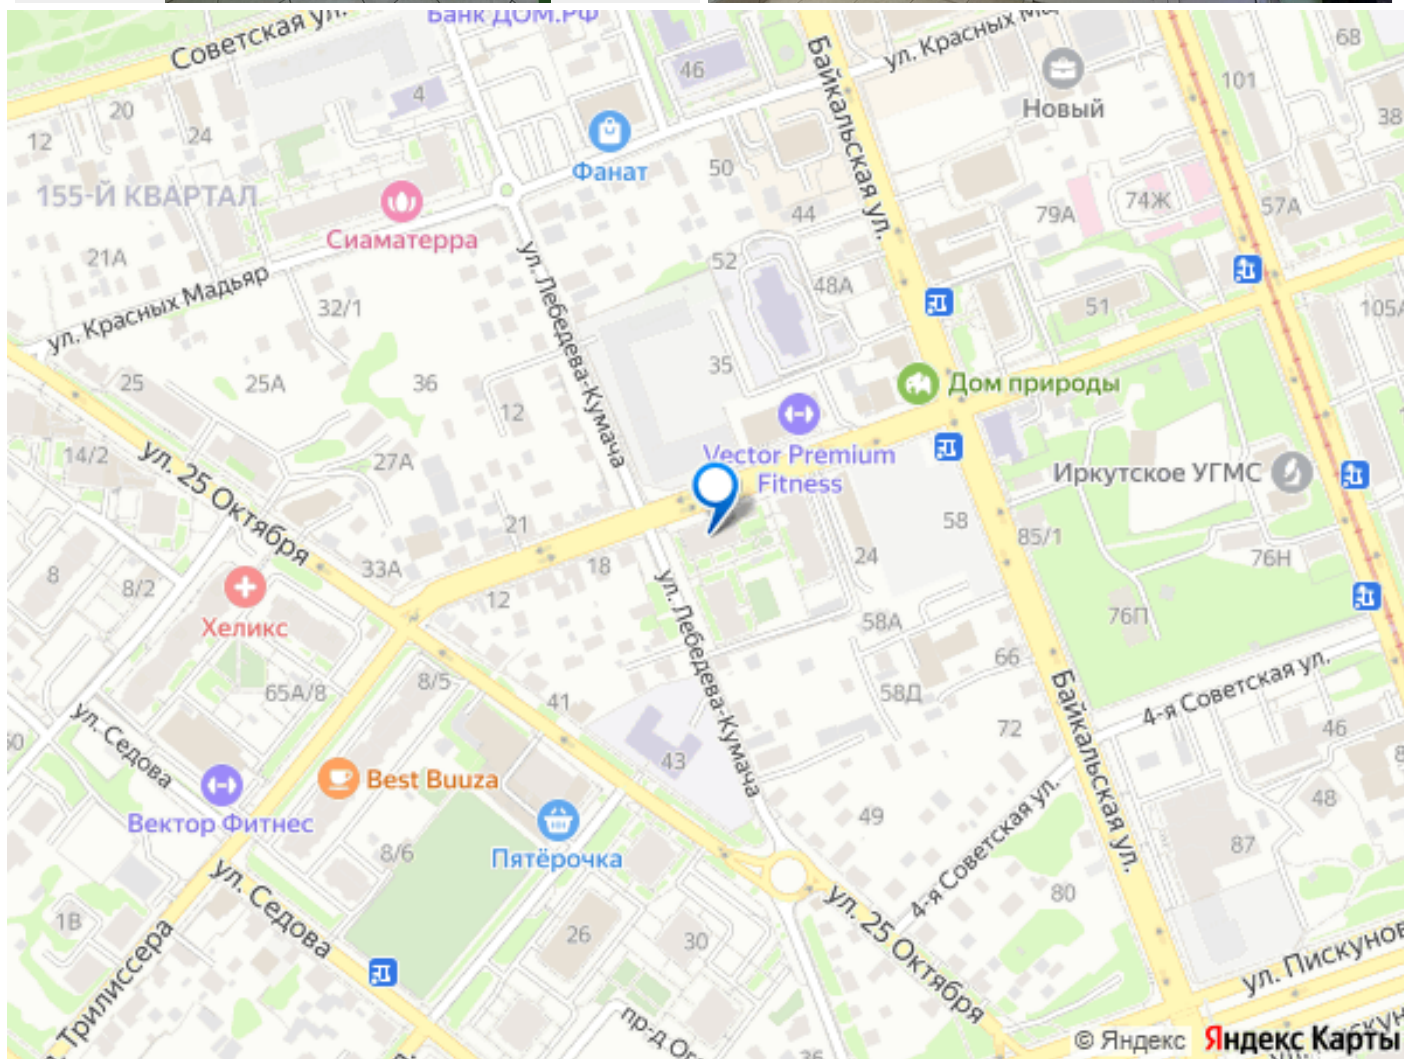 Банк ДОМ.РФ
Советская ул.
ул. Красных
Байкальская ул.
68
46
Новый
101
4
20
38
12
24
Фанат
50
155-Й КВАРТАЛ
Сиаматерра
44
79А
74Ж
57А
21А
ул. Красных Мадьяр
32/1
ул. Лебедева-Кумача
52
48А
51
105А
35
25
25А
36
12
Дом природы
14/2
ул. 25 Октября
27А
Vector Premium
Fitness
Иркутское УГМС
21
58
85/1
8
8/2
33А
18
24
76Н
Хеликс
12
ул. Лебедева-Кумача
58А
76П
66
65А/8
8/5
41
58Д
4-я Советская ул.
ул. Седова
72
46
43
Байкальская ул.
Best Buuza
Вектор Фитнес
49
48
Пятёрочка
8/6
4-я Советская ул.
87
ул. Седова
80
ул. 25 Октября
1В
26
30
Трилиссера
ул. Пискунов
пр-д
36
© Яндекс
Яндекс Карты